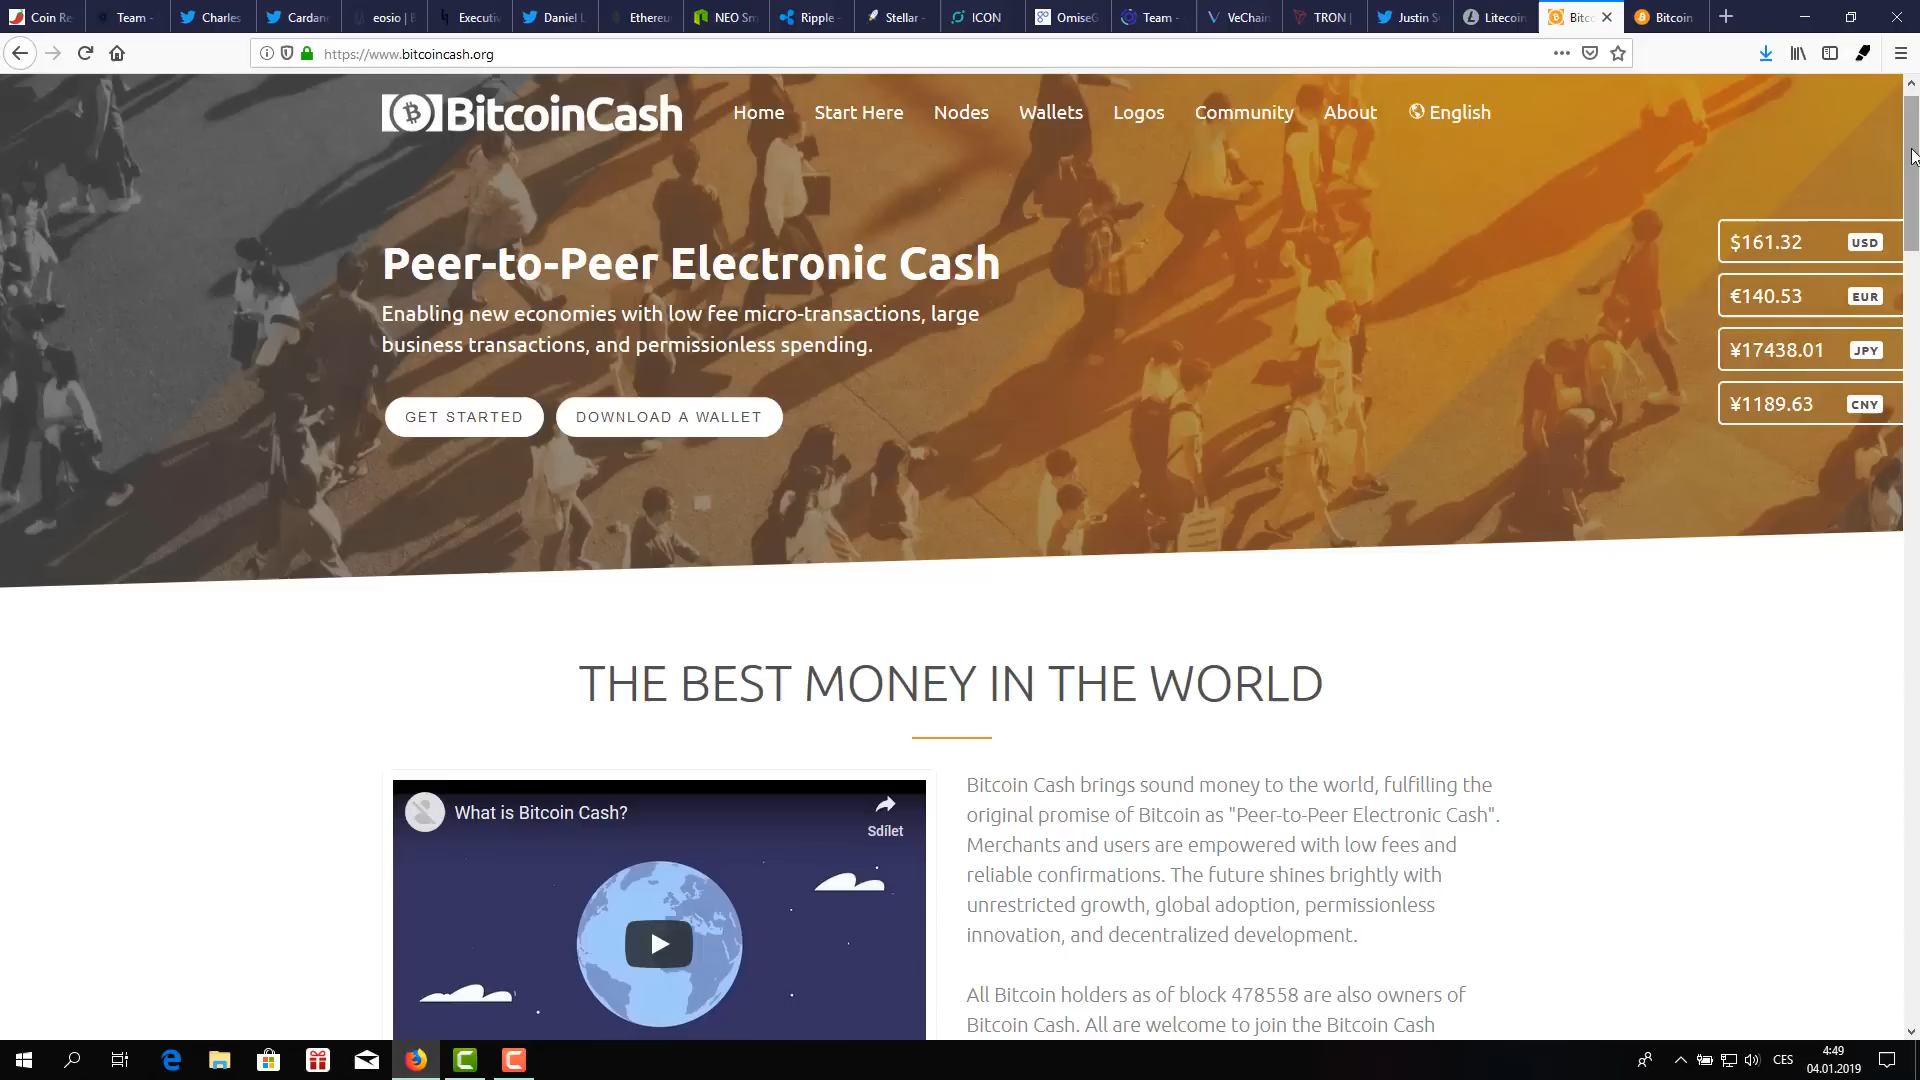 Coin Re
Team -
Charles
Cardan
eosio | B
Executiv
Daniel L
Ethereu
NEO Sm
Ripple -
Stellar -
ICON
OmiseG
Team -
VeChain
TRON |
Justin S
Litecoin
Bitc
Bitcoin
https://www.bitcoincash.org
BitcoinCash
Home
Start Here
Nodes
Wallets
Logos
Community
About
English
Peer-to-Peer Electronic Cash
Enabling new economies with low fee micro-transactions, large
business transactions, and permissionless spending.
GET STARTED
DOWNLOAD A WALLET
$161.32 USD
€140.53 EUR
¥17438.01 JPY
¥1189.63 CNY
THE BEST MONEY IN THE WORLD
What is Bitcoin Cash?
Sdílet
Bitcoin Cash brings sound money to the world, fulfilling the
original promise of Bitcoin as "Peer-to-Peer Electronic Cash".
Merchants and users are empowered with low fees and
reliable confirmations. The future shines brightly with
unrestricted growth, global adoption, permissionless
innovation, and decentralized development.
All Bitcoin holders as of block 478558 are also owners of
Bitcoin Cash. All are welcome to join the Bitcoin Cash
CES
4:49
04.01.2019